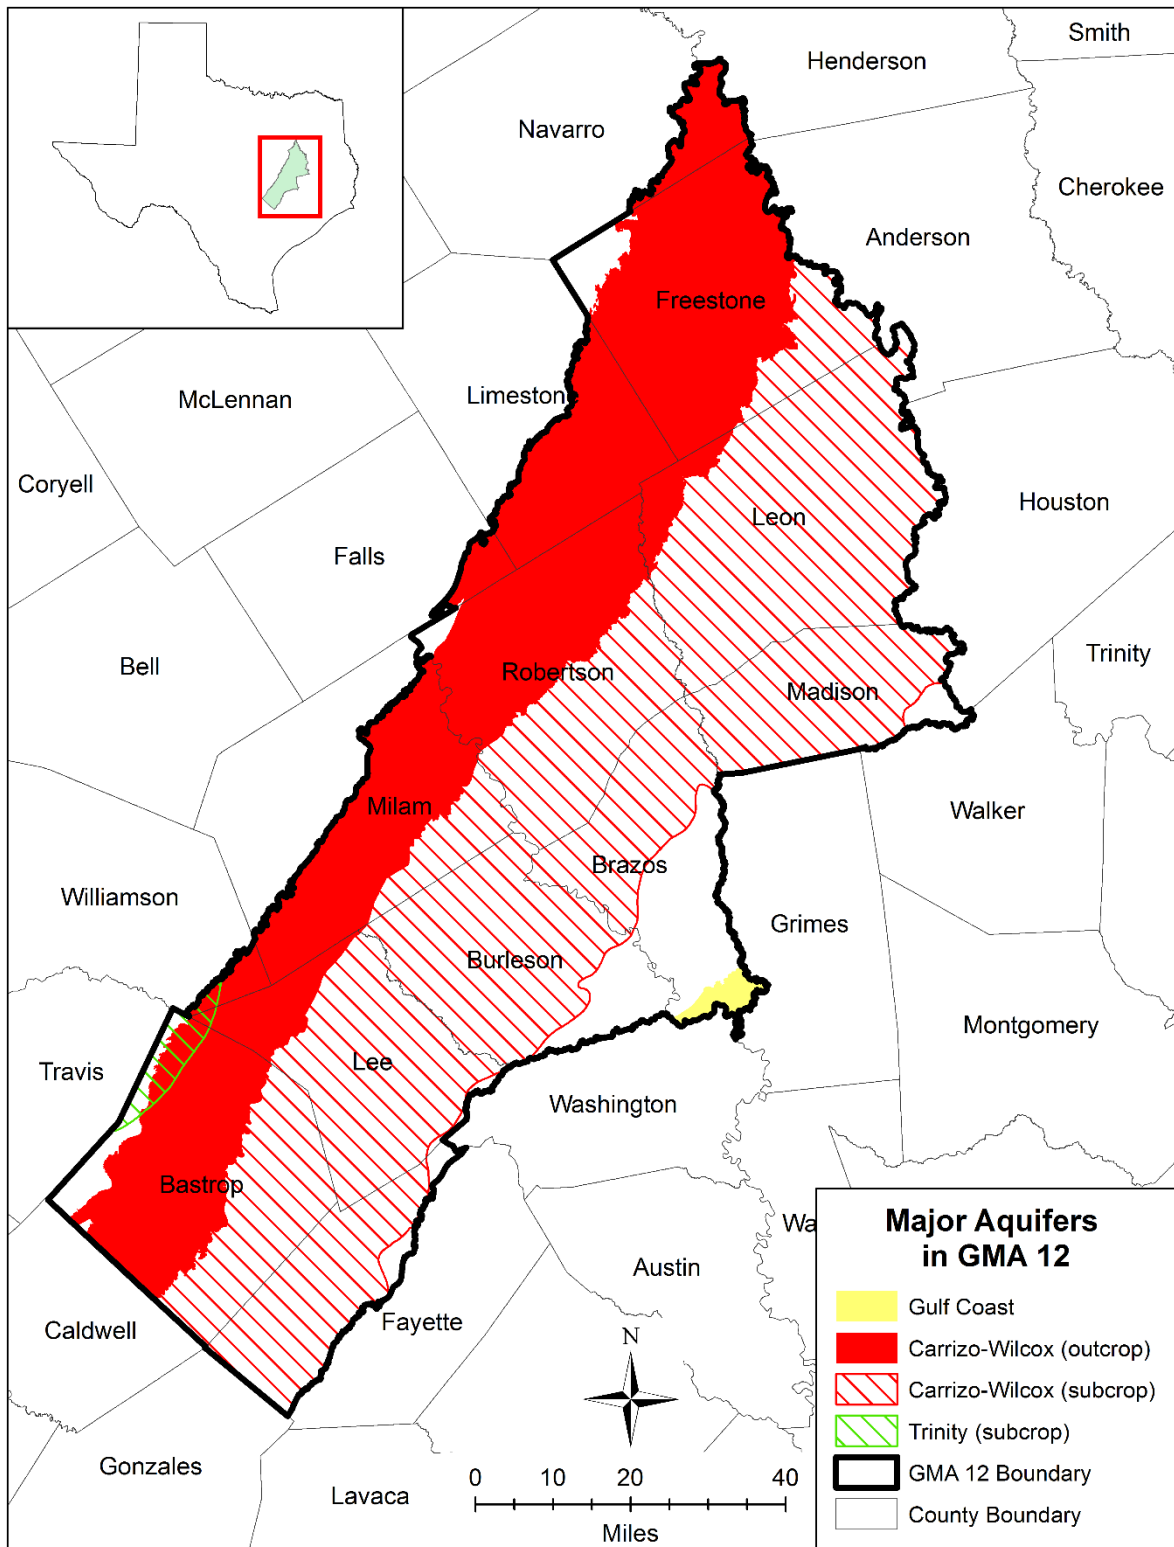 Smith
Henderson
Navarro
Cherokee
Anderson
Freestone
McLennan
Limestone
Coryell
Houston
Leon
Falls
Trinity
Bell
Robertson
Madison
Milam
Walker
Brazos
Williamson
Grimes
Burleson
Montgomery
Lee
Travis
Washington
Bastrop
Wa
Austin
Fayette
Caldwell
Gonzales
Lavaca
N
0 10 20 40
Miles
Major Aquifers
in GMA 12
Gulf Coast
Carrizo-Wilcox (outcrop)
Carrizo-Wilcox (subcrop)
Trinity (subcrop)
GMA 12 Boundary
County Boundary